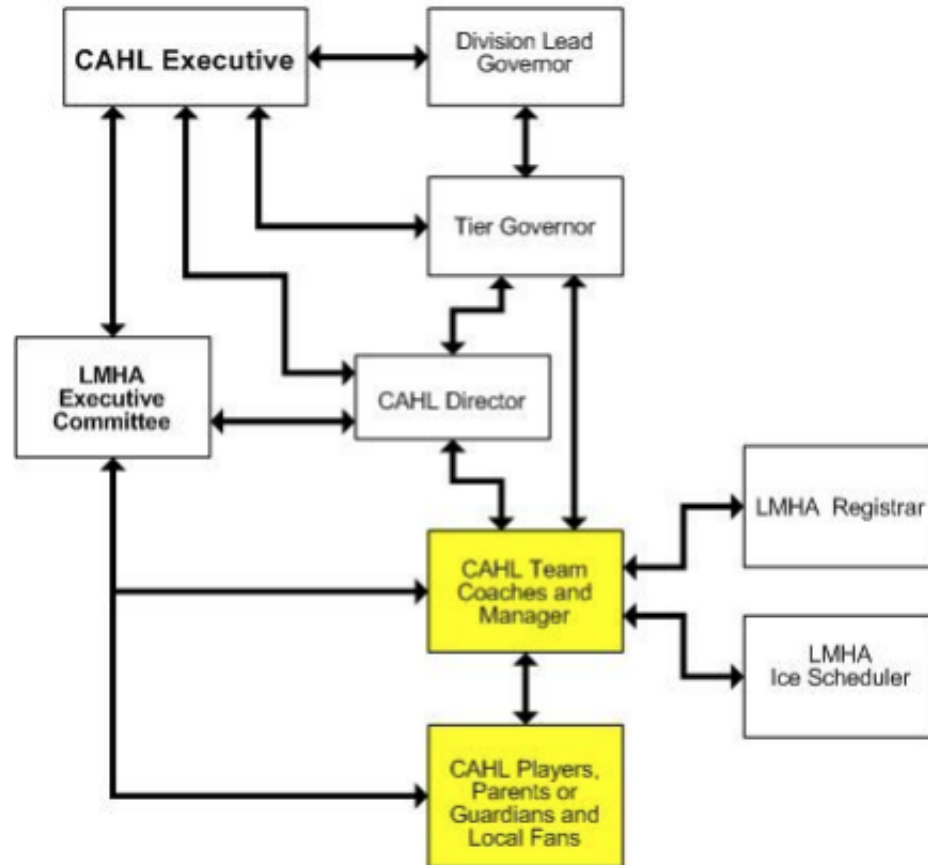 CAHL Executive
Division Lead
Governor
Tier Governor
LMHA
Executive
Committee
CAHL Director
LMHA Registrar
CAHL Team
Coaches and
Manager
LMHA
Ice Scheduler
CAHL Players,
Parents or
Guardians and
Local Fans